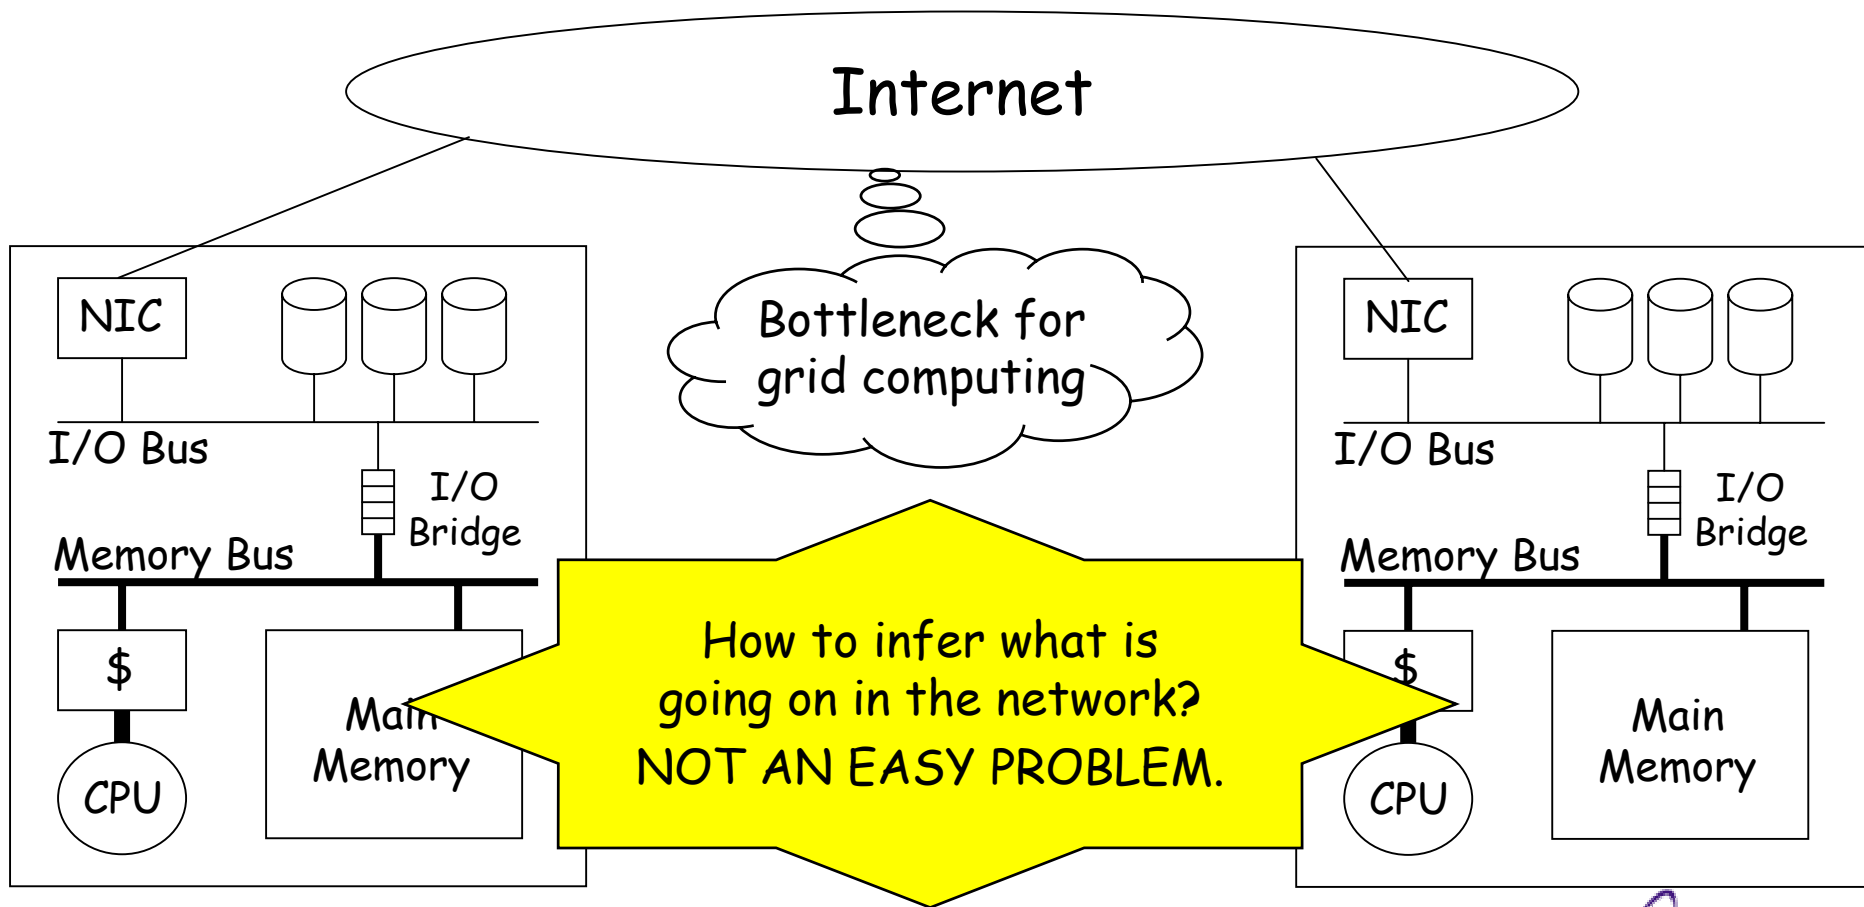 Internet
NIC
I/O Bus
I/O
Bridge
Memory Bus
$
CPU
Main
Memory
Bottleneck for
grid computing
How to infer what is
going on in the network?
NOT AN EASY PROBLEM.
NIC
I/O Bus
I/O
Bridge
Memory Bus
$
CPU
Main
Memory